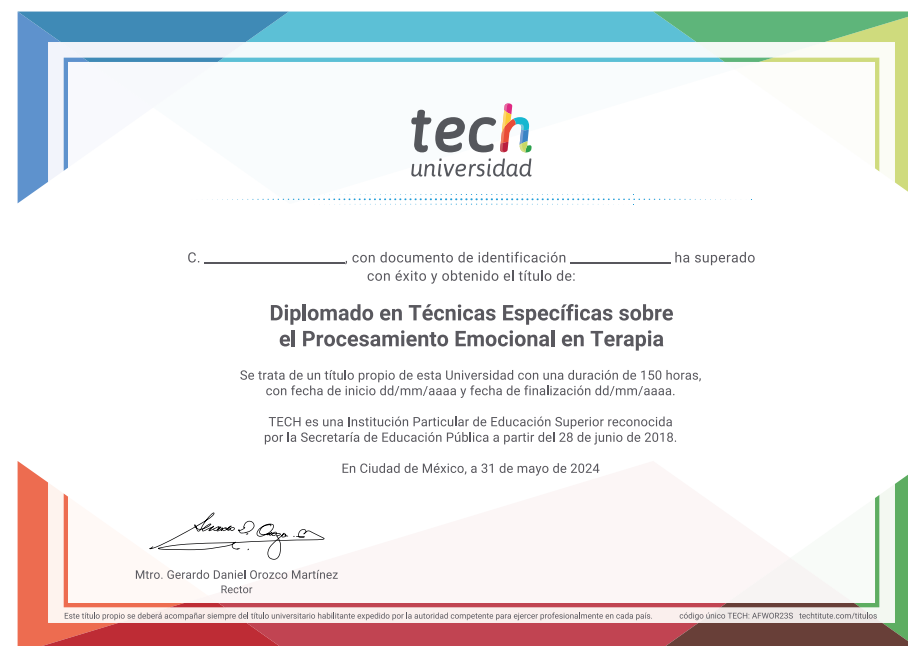 tech
universidad
C. ____________, con documento de identificación ____________ ha superado
con éxito y obtenido el título de:
Diplomado en Técnicas Específicas sobre
el Procesamiento Emocional en Terapia
Se trata de un título propio de esta Universidad con una duración de 150 horas,
con fecha de inicio dd/mm/aaaa y fecha de finalización dd/mm/aaaa.
TECH es una Institución Particular de Educación Superior reconocida
por la Secretaría de Educación Pública a partir del 28 de junio de 2018.
En Ciudad de México, a 31 de mayo de 2024
Mtro. Gerardo Daniel Orozco Martínez
Rector
Este título propio se deberá acompañar siempre del título universitario habilitante expedido por la autoridad competente para ejercer profesionalmente en cada país. código único TECH: AFWOR23S techtitute.com/titulos